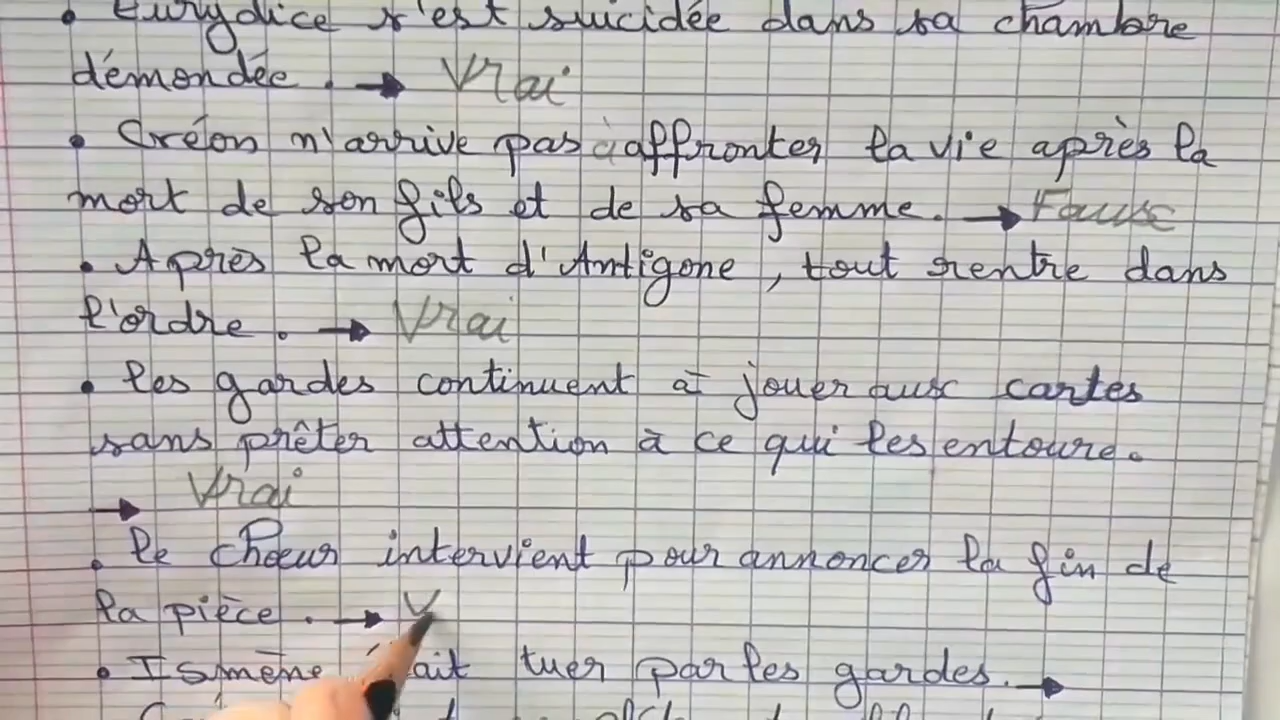 • Eurydice s'est suicidée dans sa chambre
démondée. → Vrai
• Créon n'arrive pas à affronter la vie après la
mort de son fils et de sa femme. → Faux
• Après la mort d'Antigone, tout rentre dans
l'ordre. → Vrai
• les gardes continuent à jouer aux cartes
sans prêter attention à ce qui les entoure.
→ Vrai
• le chœur intervient pour annoncer la fin de
la pièce. → V
• Ismène tuer par les gardes. →